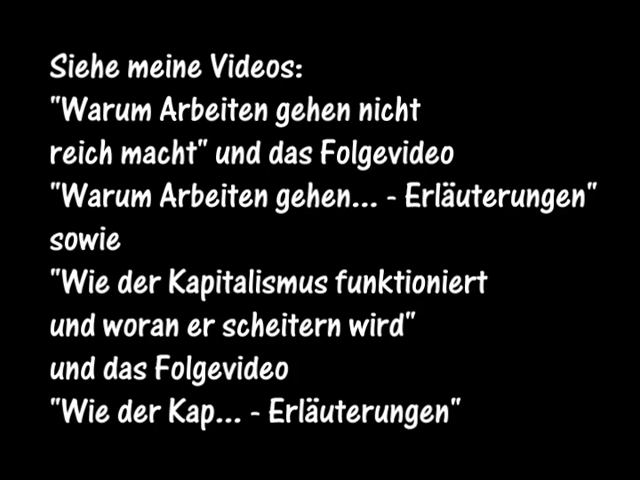 Siehe meine Videos:
"Warum Arbeiten gehen nicht
reich macht" und das Folgevideo
"Warum Arbeiten gehen... - Erläuterungen"
sowie
"Wie der Kapitalismus funktioniert
und woran er scheitern wird"
und das Folgevideo
"Wie der Kap... - Erläuterungen"